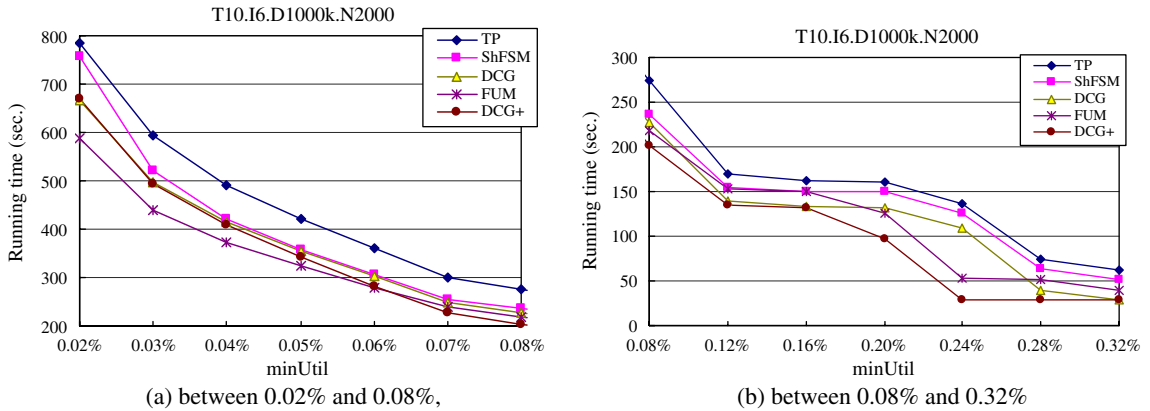 T10.I6.D1000k.N2000
800
700
600
500
400
300
200
Running time (sec.)
TP
ShFSM
DCG
FUM
DCG+
0.02% 0.03% 0.04% 0.05% 0.06% 0.07% 0.08%
minUtil
(a) between 0.02% and 0.08%,
T10.I6.D1000k.N2000
300
250
200
150
100
50
0
Running time (sec.)
TP
ShFSM
DCG
FUM
DCG+
0.08% 0.12% 0.16% 0.20% 0.24% 0.28% 0.32%
minUtil
(b) between 0.08% and 0.32%